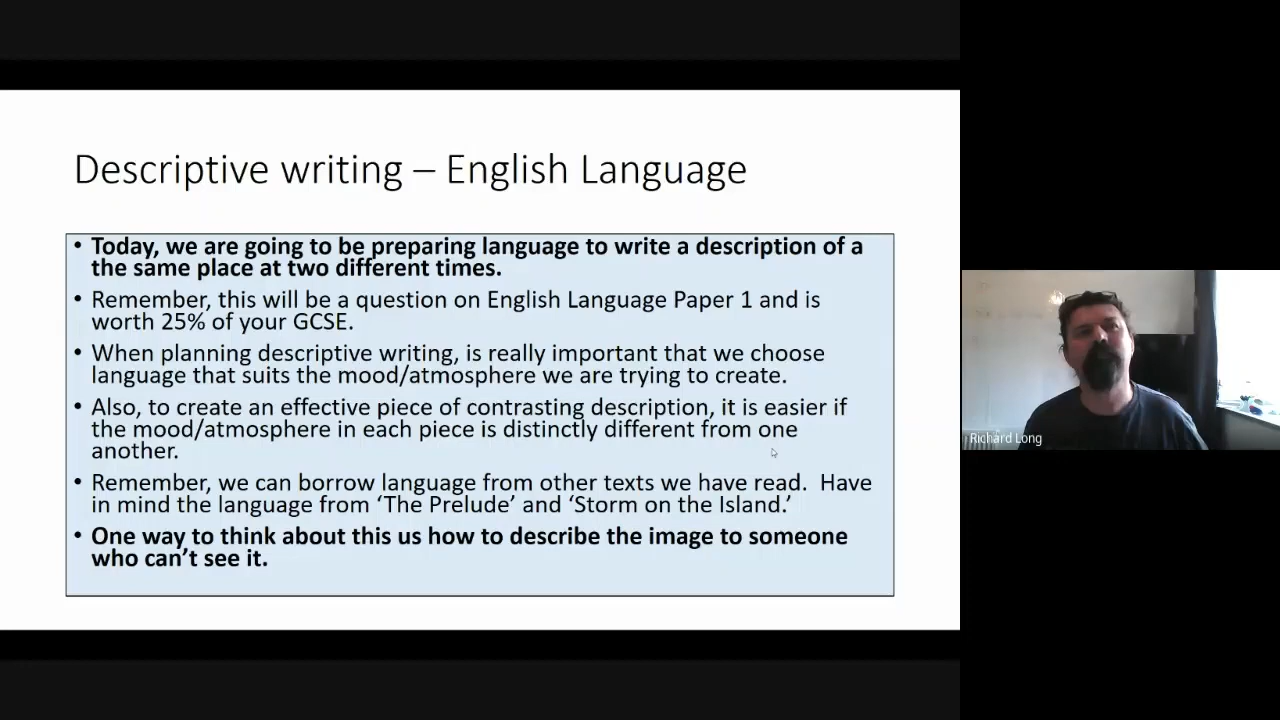 Descriptive writing – English Language
• Today, we are going to be preparing language to write a description of a
the same place at two different times.
• Remember, this will be a question on English Language Paper 1 and is
worth 25% of your GCSE.
• When planning descriptive writing, is really important that we choose
language that suits the mood/atmosphere we are trying to create.
• Also, to create an effective piece of contrasting description, it is easier if
the mood/atmosphere in each piece is distinctly different from one
another.
• Remember, we can borrow language from other texts we have read.  Have
in mind the language from ‘The Prelude’ and ‘Storm on the Island.’
• One way to think about this us how to describe the image to someone
who can’t see it.
Richard Long